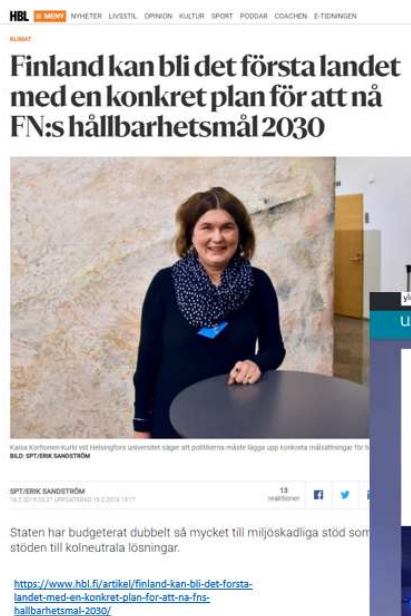 HBL MENY NYHETER LIVSSTIL OPINION KULTUR SPORT PODDAR COACHEN E-TIDNINGEN
KLIMAT
Finland kan bli det första landet
med en konkret plan för att nå
FN:s hållbarhetsmål 2030
Kaisa Korhonen-Kurki vid Helsingfors universitet säger att politikerna måste lägga upp konkreta målsättningar för
BILD: SPT/ERIK SANDSTRÖM
SPT/ERIK SANDSTRÖM
13
reaktioner
Staten har budgeterat dubbelt så mycket till miljöskadliga stöd som
stöden till kolneutrala lösningar.
https://www.hbl.fi/artikel/finland-kan-bli-det-forsta-
landet-med-en-konkret-plan-for-att-na-fns-
hallbarhetsmal-2030/